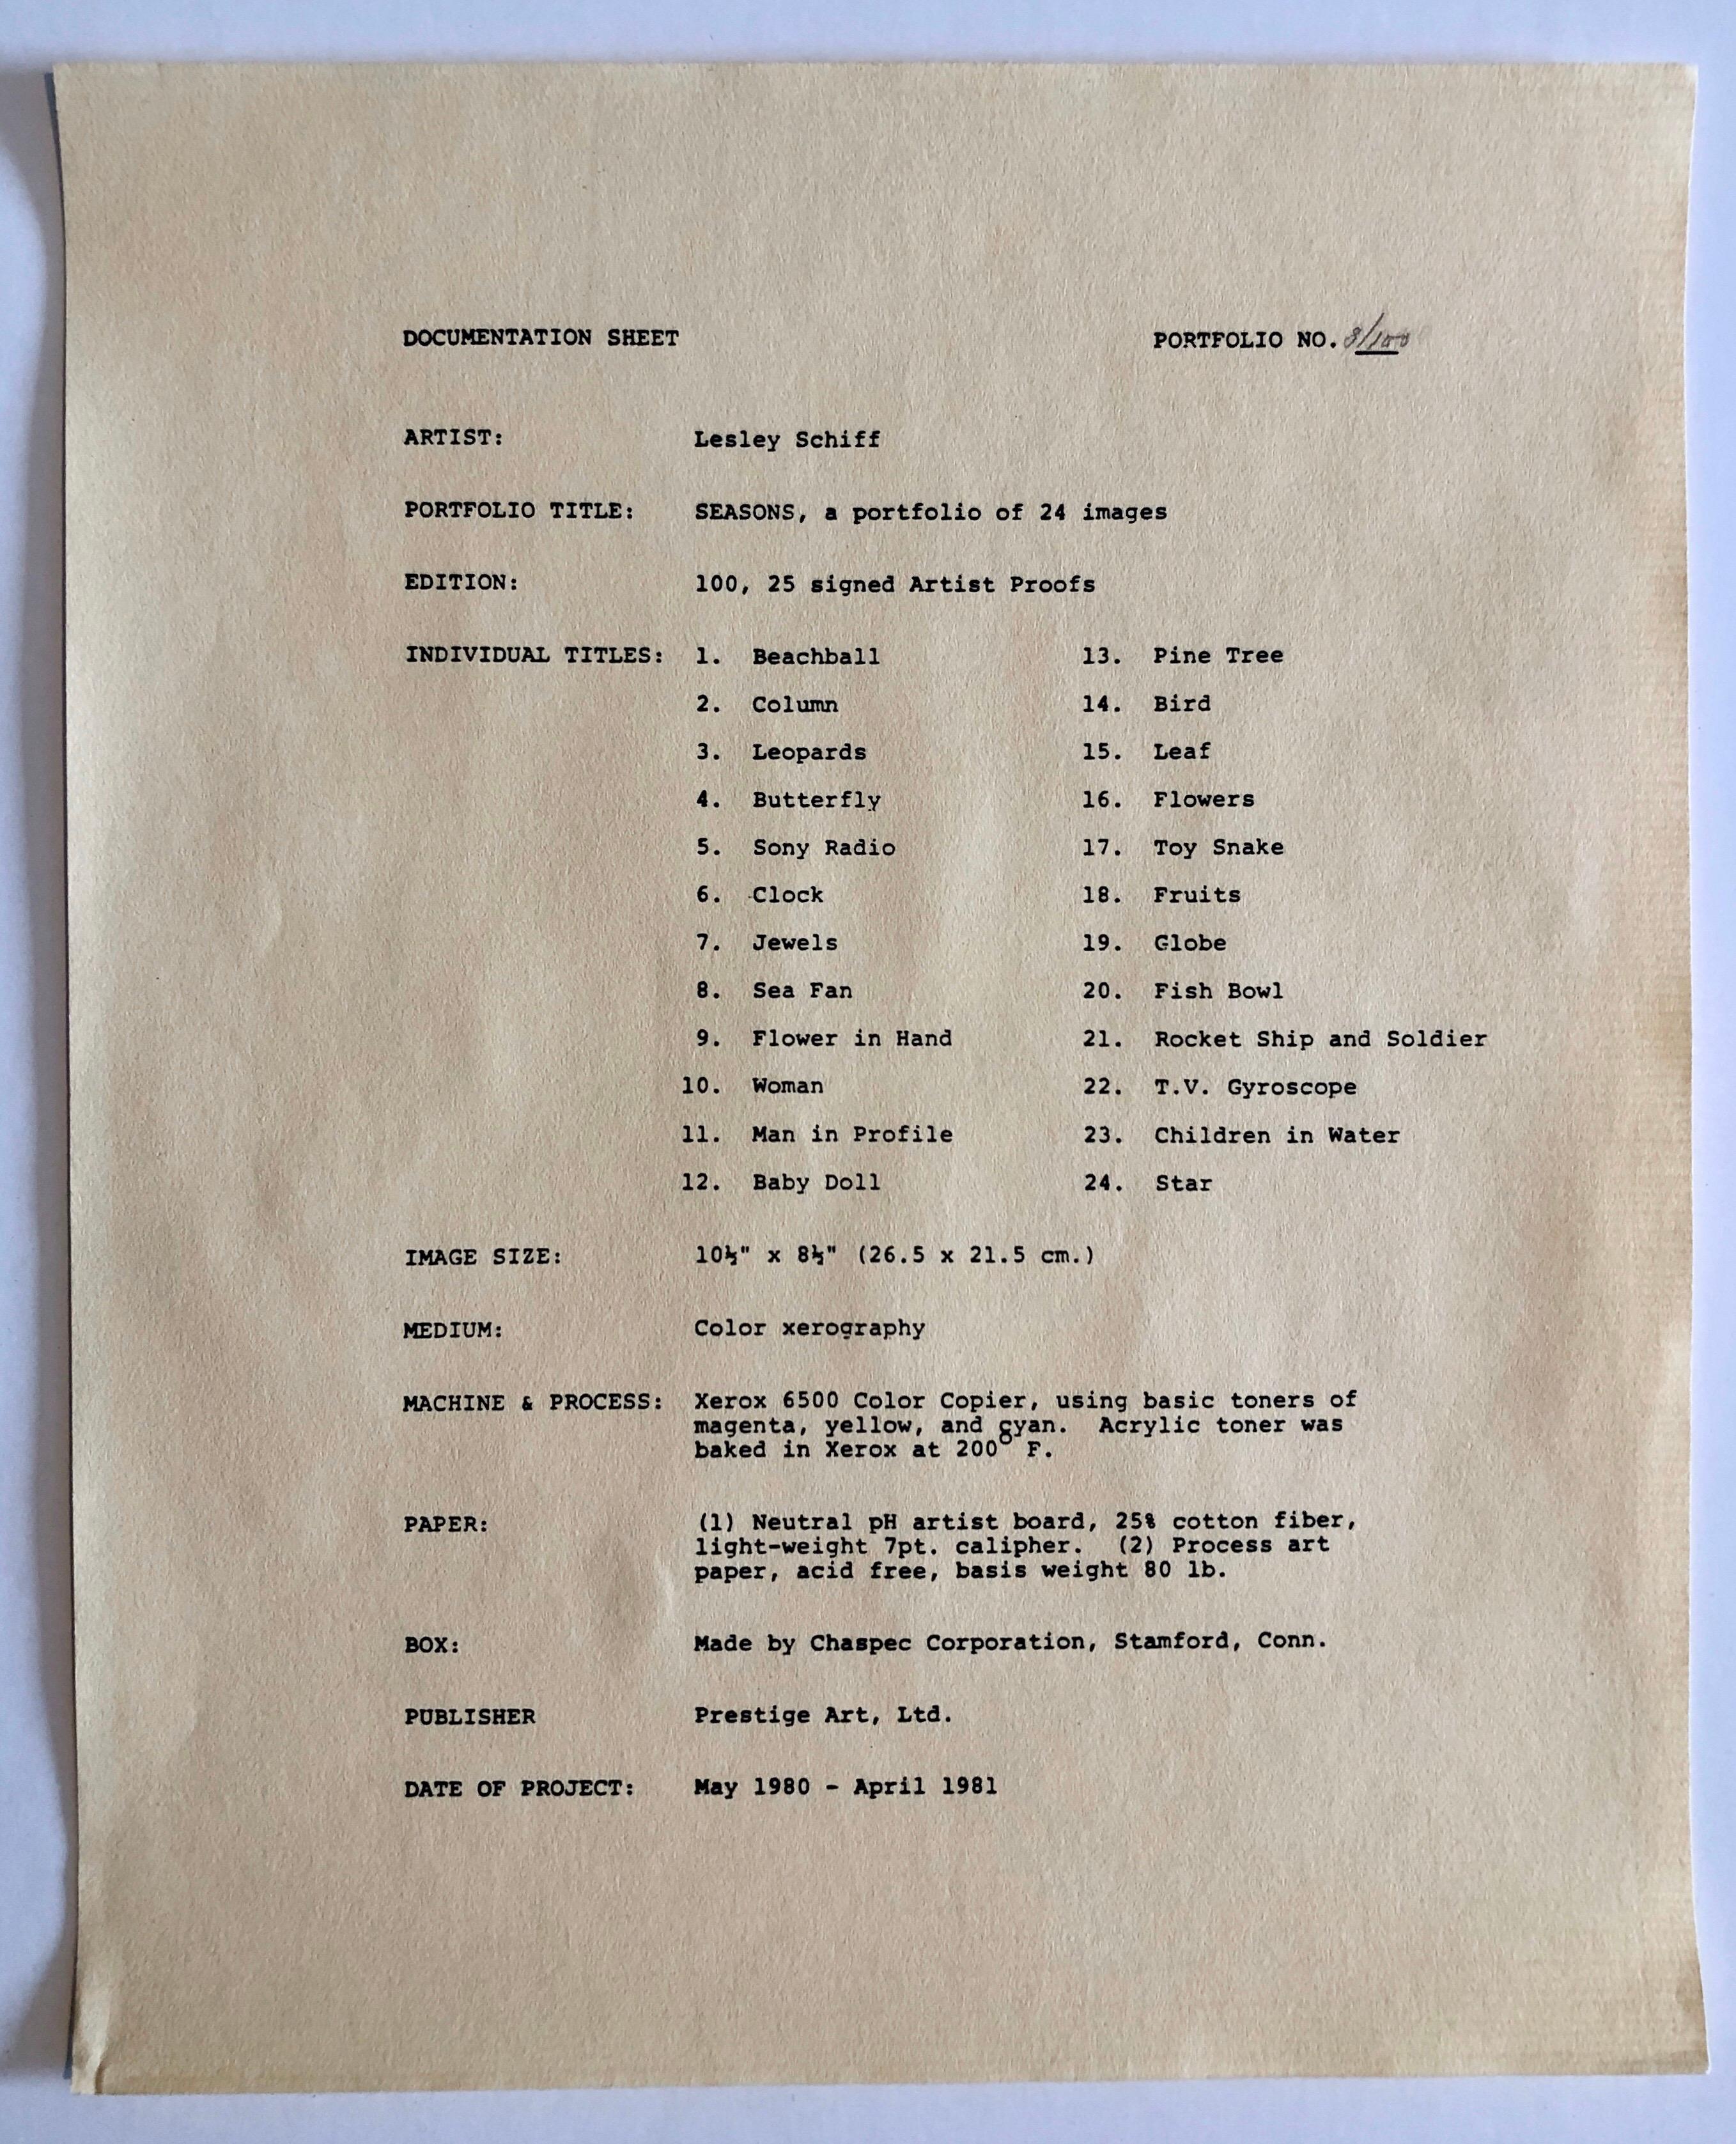 DOCUMENTATION SHEET PORTFOLIO NO. 8/100
ARTIST: Lesley Schiff
PORTFOLIO TITLE: SEASONS, a portfolio of 24 images
EDITION: 100, 25 signed Artist Proofs
INDIVIDUAL TITLES: 1. Beachball 13. Pine Tree
2. Column 14. Bird
3. Leopards 15. Leaf
4. Butterfly 16. Flowers
5. Sony Radio 17. Toy Snake
6. Clock 18. Fruits
7. Jewels 19. Globe
8. Sea Fan 20. Fish Bowl
9. Flower in Hand 21. Rocket Ship and Soldier
10. Woman 22. T.V. Gyroscope
11. Man in Profile 23. Children in Water
12. Baby Doll 24. Star
IMAGE SIZE: 10½" x 8½" (26.5 x 21.5 cm.)
MEDIUM: Color xerography
MACHINE & PROCESS: Xerox 6500 Color Copier, using basic toners of
magenta, yellow, and cyan. Acrylic toner was
baked in Xerox at 200° F.
PAPER: (1) Neutral pH artist board, 25% cotton fiber,
light-weight 7pt. calipher. (2) Process art
paper, acid free, basis weight 80 lb.
BOX: Made by Chaspec Corporation, Stamford, Conn.
PUBLISHER Prestige Art, Ltd.
DATE OF PROJECT: May 1980 - April 1981